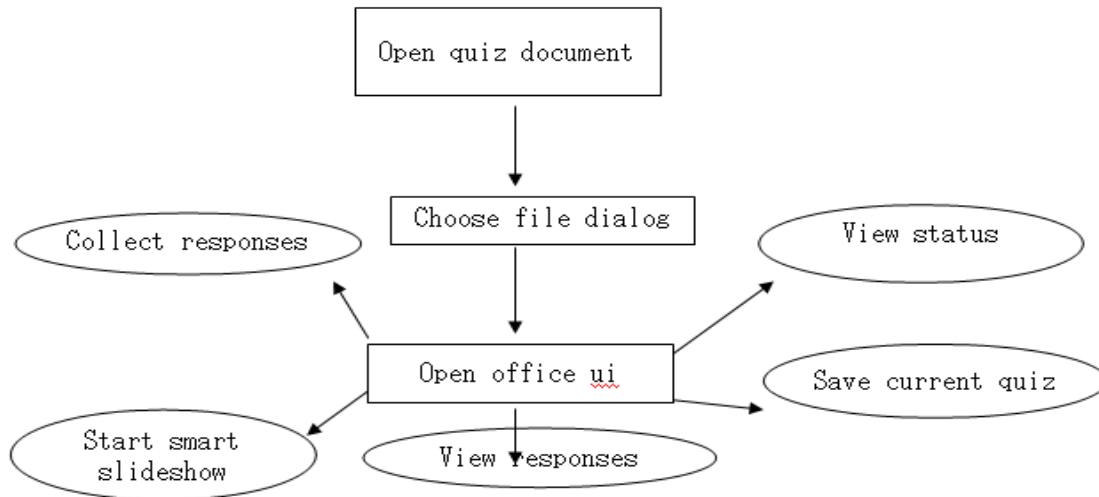 Open quiz document
Choose file dialog
Collect responses
View status
Open office ui
Save current quiz
Start smart
slideshow
View responses